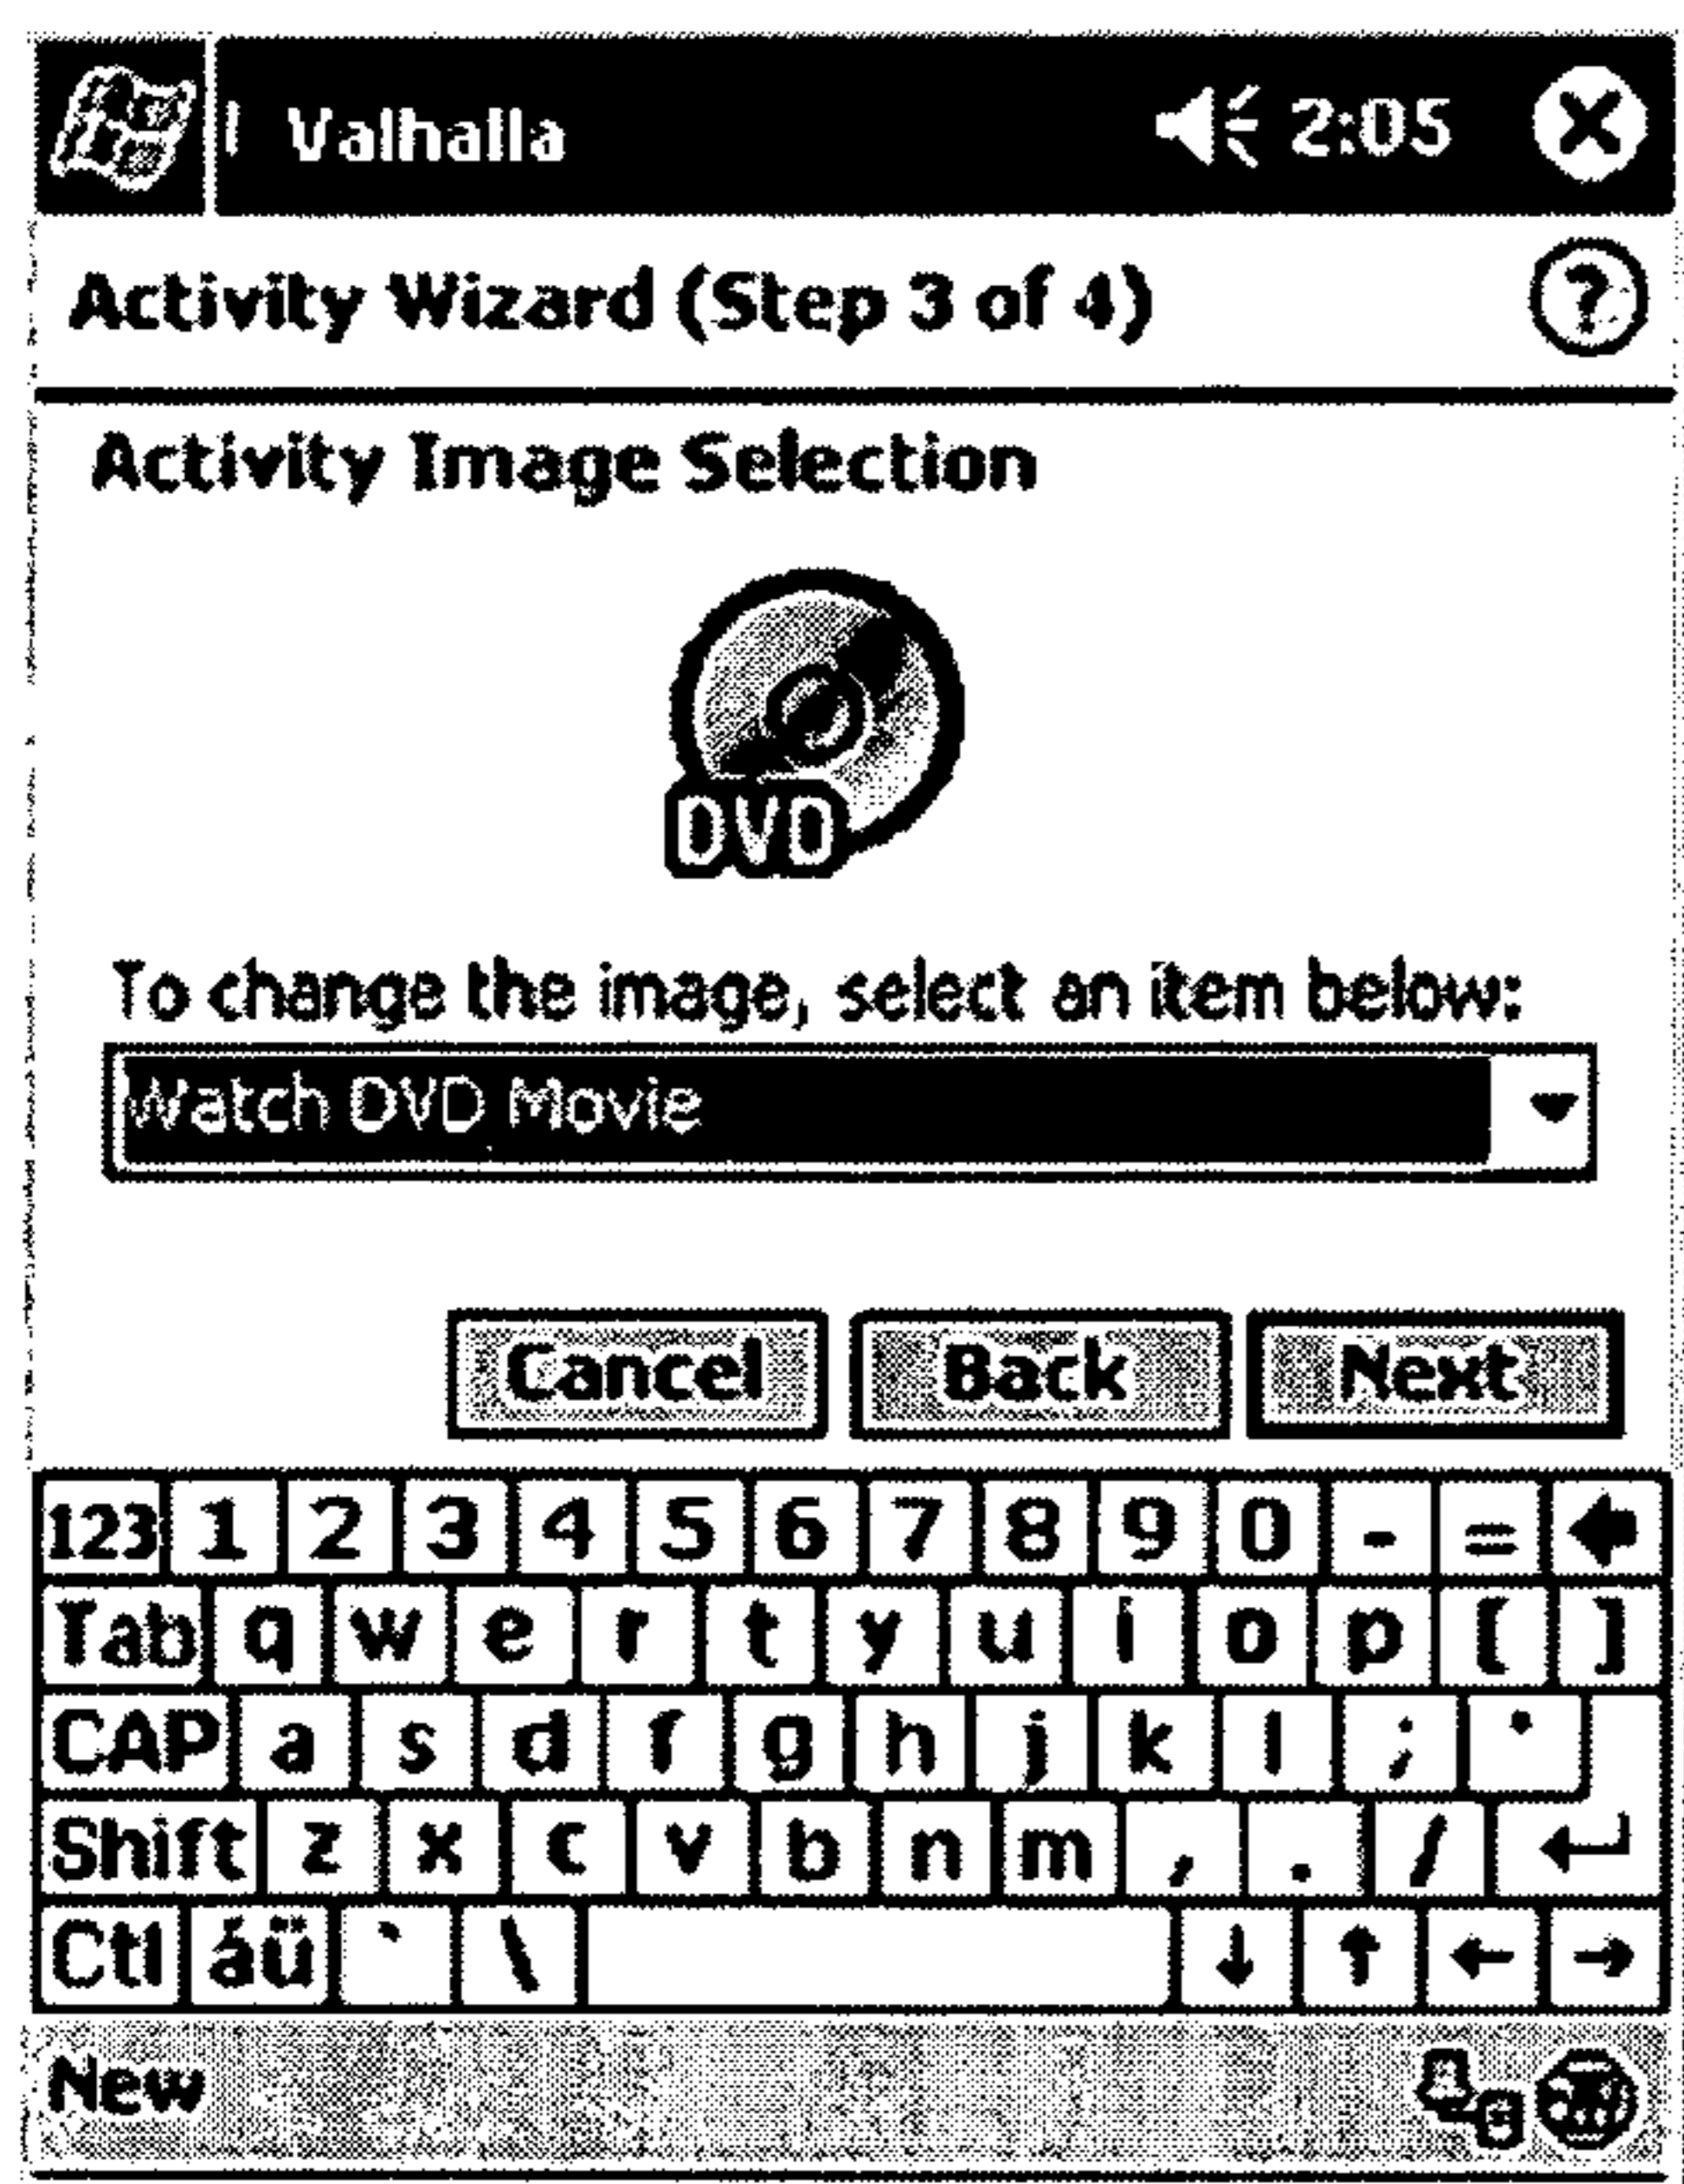 Valhalla 2:05
Activity Wizard (Step 3 of 4) ?
Activity Image Selection
DVD
To change the image, select an item below:
Watch DVD Movie
Cancel Back Next
123 1 2 3 4 5 6 7 8 9 0 - =
Tab q w e r t y u i o p [ ]
CAP a s d f g h j k l ; '
Shift z x c v b n m , . /
Ctl áü ` \ ↓ ↑ ← →
New